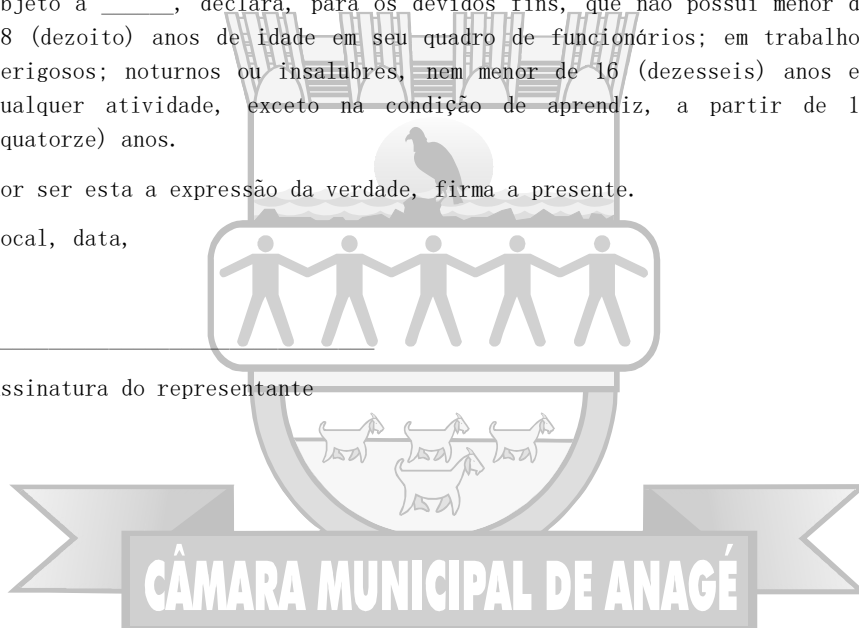 bjeto a ______, declara, para os devidos fins, que não possui menor d
8 (dezoito) anos de idade em seu quadro de funcionários; em trabalho
erigosos; noturnos ou insalubres, nem menor de 16 (dezesseis) anos e
ualquer atividade, exceto na condição de aprendiz, a partir de 1
quatorze) anos.
or ser esta a expressão da verdade, firma a presente.
ocal, data,
_______________________________
ssinatura do representante
CÂMARA MUNICIPAL DE ANAGÉ